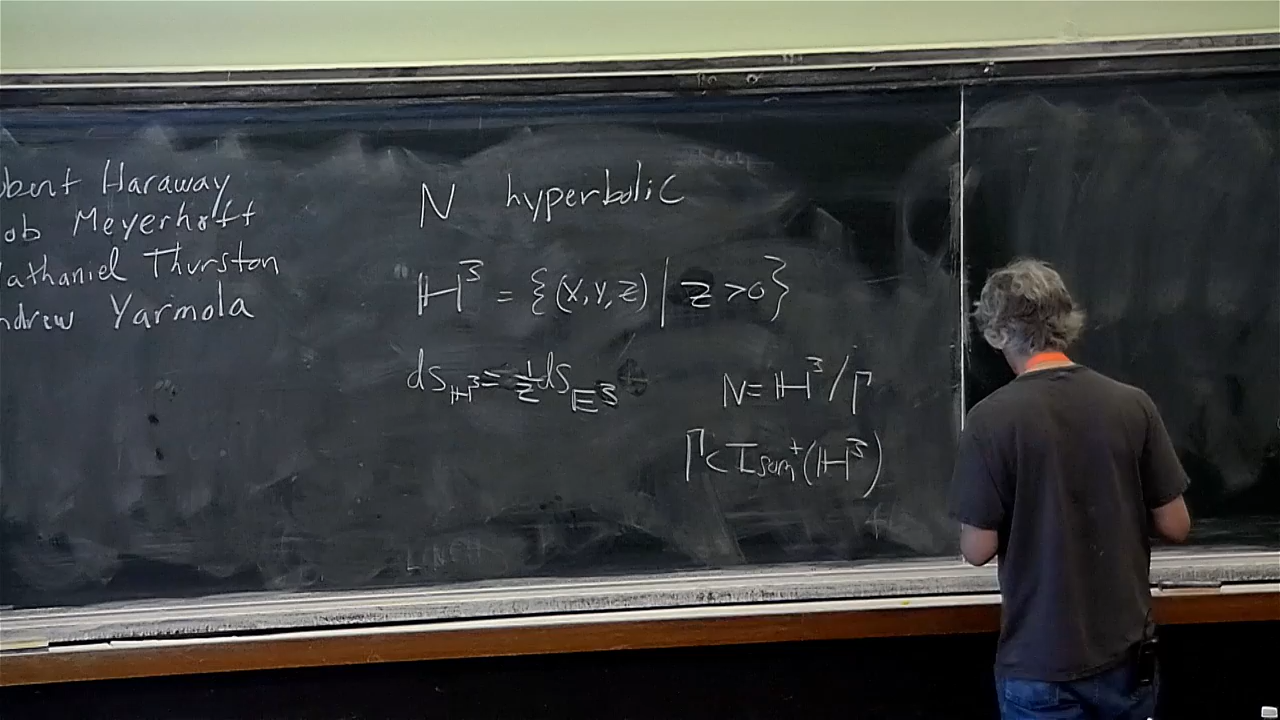 obert Haraway
ob Meyerhoff
athaniel Thurston
ndrew Yarmola
N hyperbolic
ℍ³ = {(x,y,z) | z>0}
ds_ℍ³ = 1/z ds_𝔼³
N = ℍ³/Γ
Γ < Isom⁺(ℍ³)